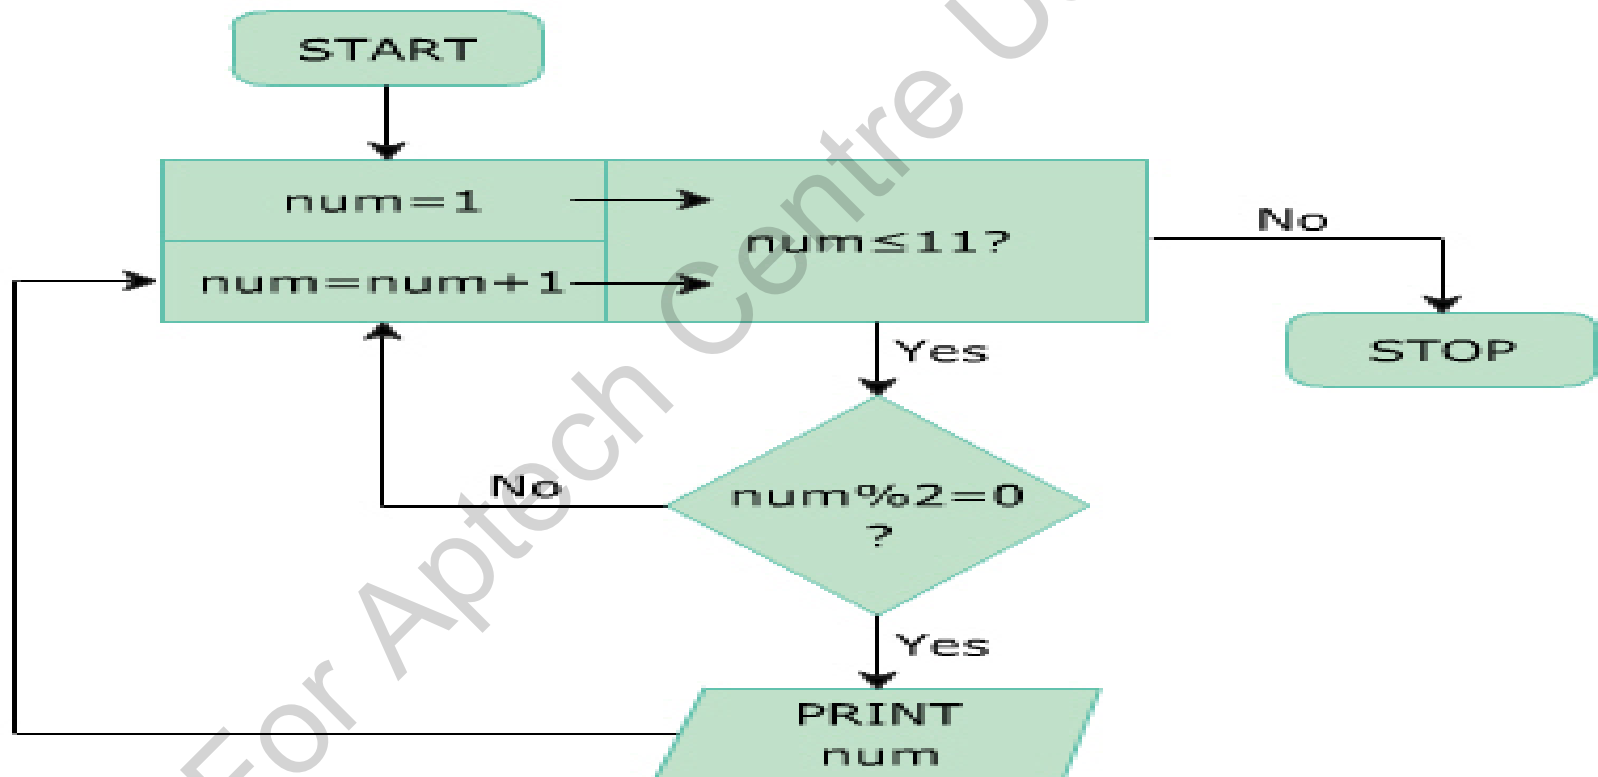 START
num=1
num≤11?
num=num+1
No
STOP
Yes
No
num%2=0
?
Yes
PRINT
num
For Aptech Centre U